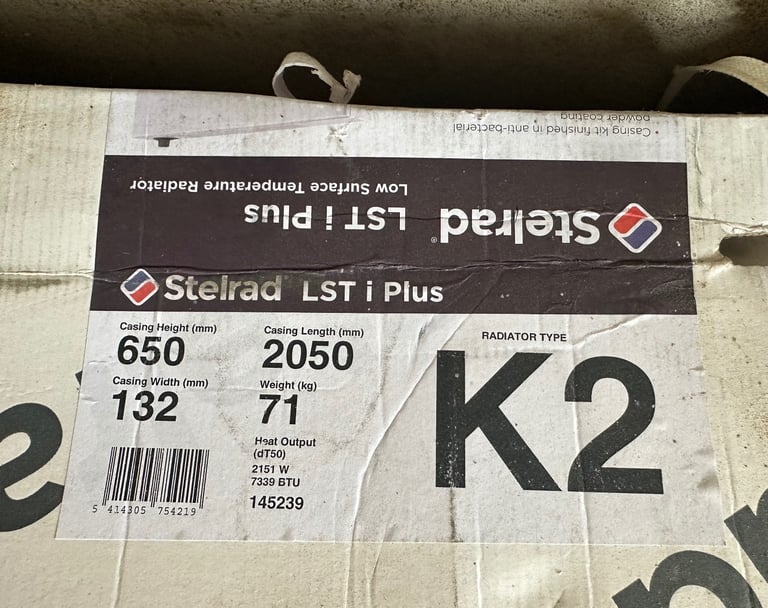 • Casing kit finished in anti-bacterial
powder coating
Stelrad® LST i Plus
Low Surface Temperature Radiator
Stelrad LST i Plus
Casing Height (mm)
650
Casing Length (mm)
2050
Casing Width (mm)
132
Weight (kg)
71
Heat Output
(dT50)
2151 W
7339 BTU
145239
RADIATOR TYPE
K2
5 414305 754219